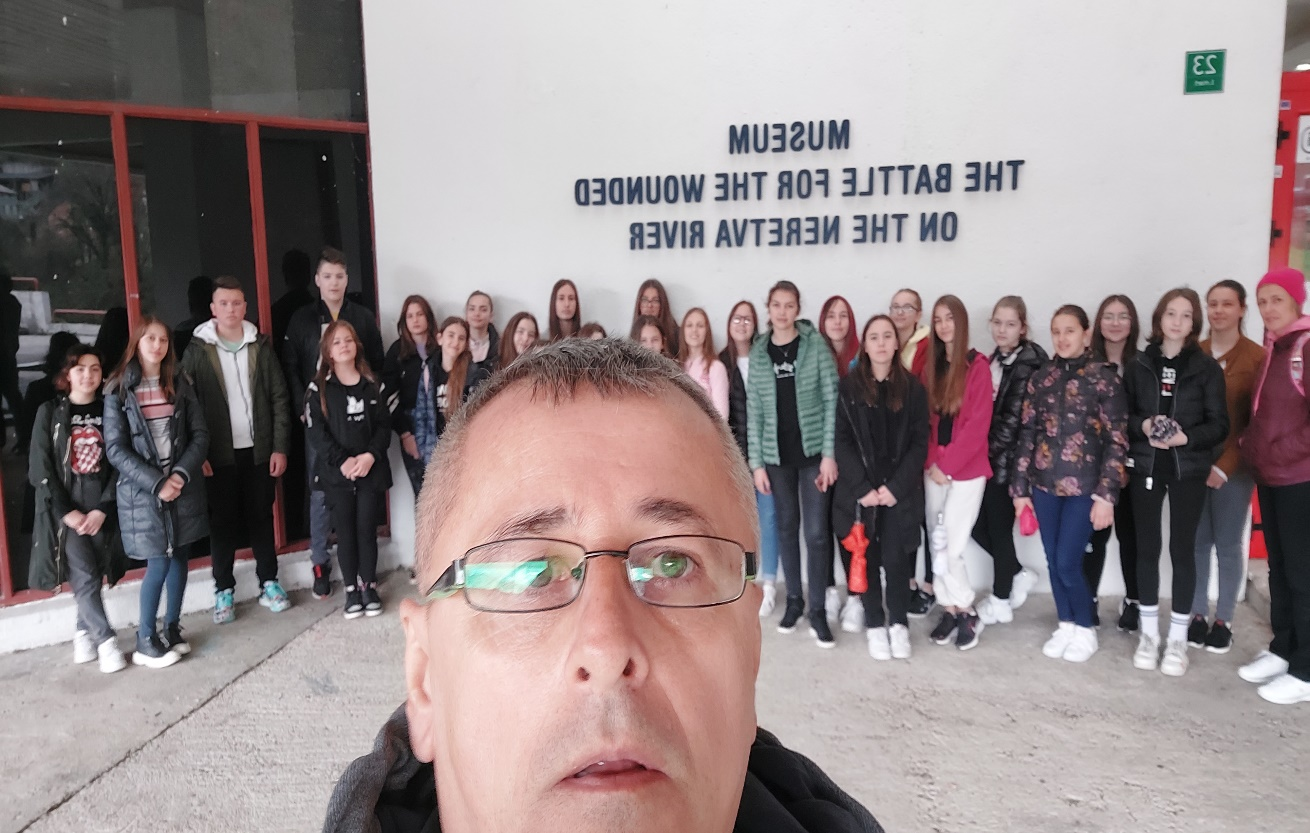 MUSEUM
THE BATTLE FOR THE WOUNDED
ON THE NERETVA RIVER
23